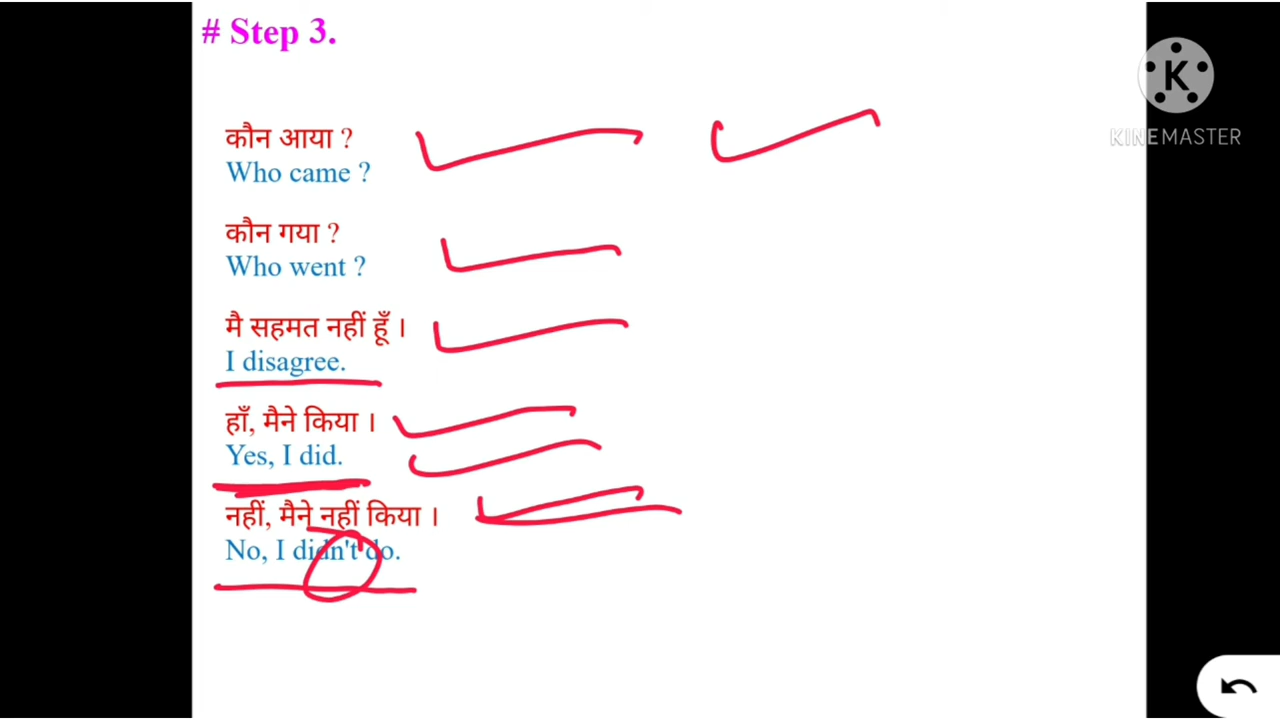 # Step 3.
कौन आया ?
Who came ?
कौन गया ?
Who went ?
मै सहमत नहीं हूँ ।
I disagree.
हाँ, मैने किया ।
Yes, I did.
नहीं, मैने नहीं किया ।
No, I didn't do.
K
KINEMASTER